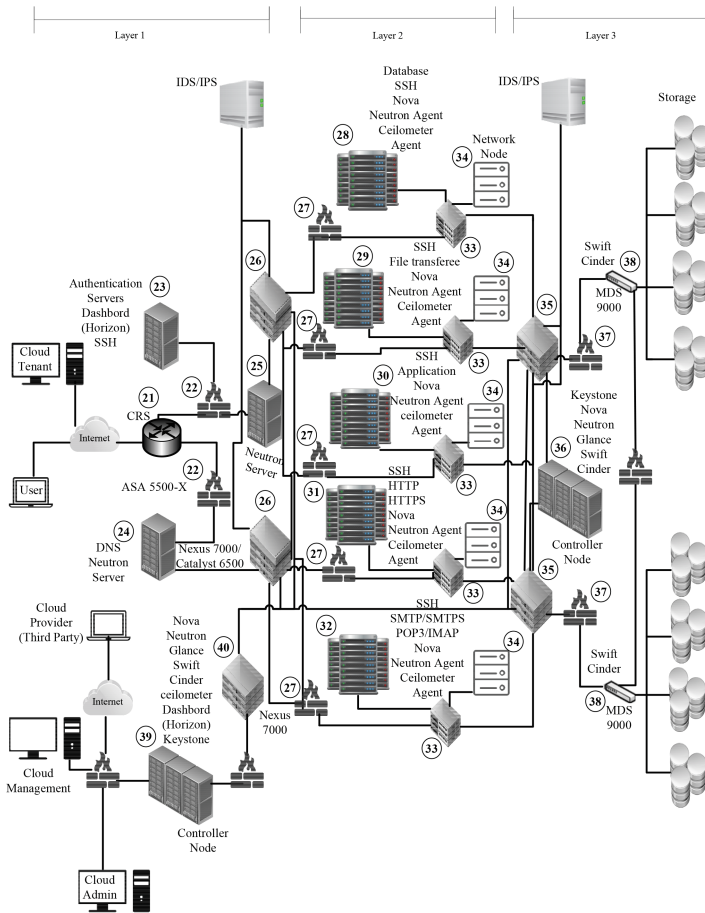 Layer 1
Layer 2
Layer 3
IDS/IPS
Database
SSH
Nova
Neutron Agent
Ceilometer
Agent
28
IDS/IPS
Storage
34
Network
Node
27
33
26
SSH
File transferee
Nova
Neutron Agent
Ceilometer
Agent
29
34
Swift
Cinder
38
MDS
9000
35
Authentication
Servers
Dashbord
(Horizon)
SSH
23
27
33
37
Cloud
Tenant
25
SSH
Application
Nova
Neutron Agent
ceilometer
Agent
30
34
21
CRS
22
Keystone
Nova
Neutron
Glance
Swift
Cinder
36
Internet
Neutron
Server
27
33
User
22
ASA 5500-X
26
31
SSH
HTTP
HTTPS
Nova
Neutron Agent
Ceilometer
Agent
34
Controller
Node
24
DNS
Neutron
Server
Nexus 7000/
Catalyst 6500
27
33
35
37
Cloud
Provider
(Third Party)
Nova
Neutron
Glance
Swift
Cinder
ceilometer
Dashbord
(Horizon)
Keystone
40
32
SSH
SMTP/SMTPS
POP3/IMAP
Nova
Neutron Agent
Ceilometer
Agent
34
Swift
Cinder
38
MDS
9000
Internet
27
Nexus
7000
33
39
Cloud
Management
Controller
Node
Cloud
Admin